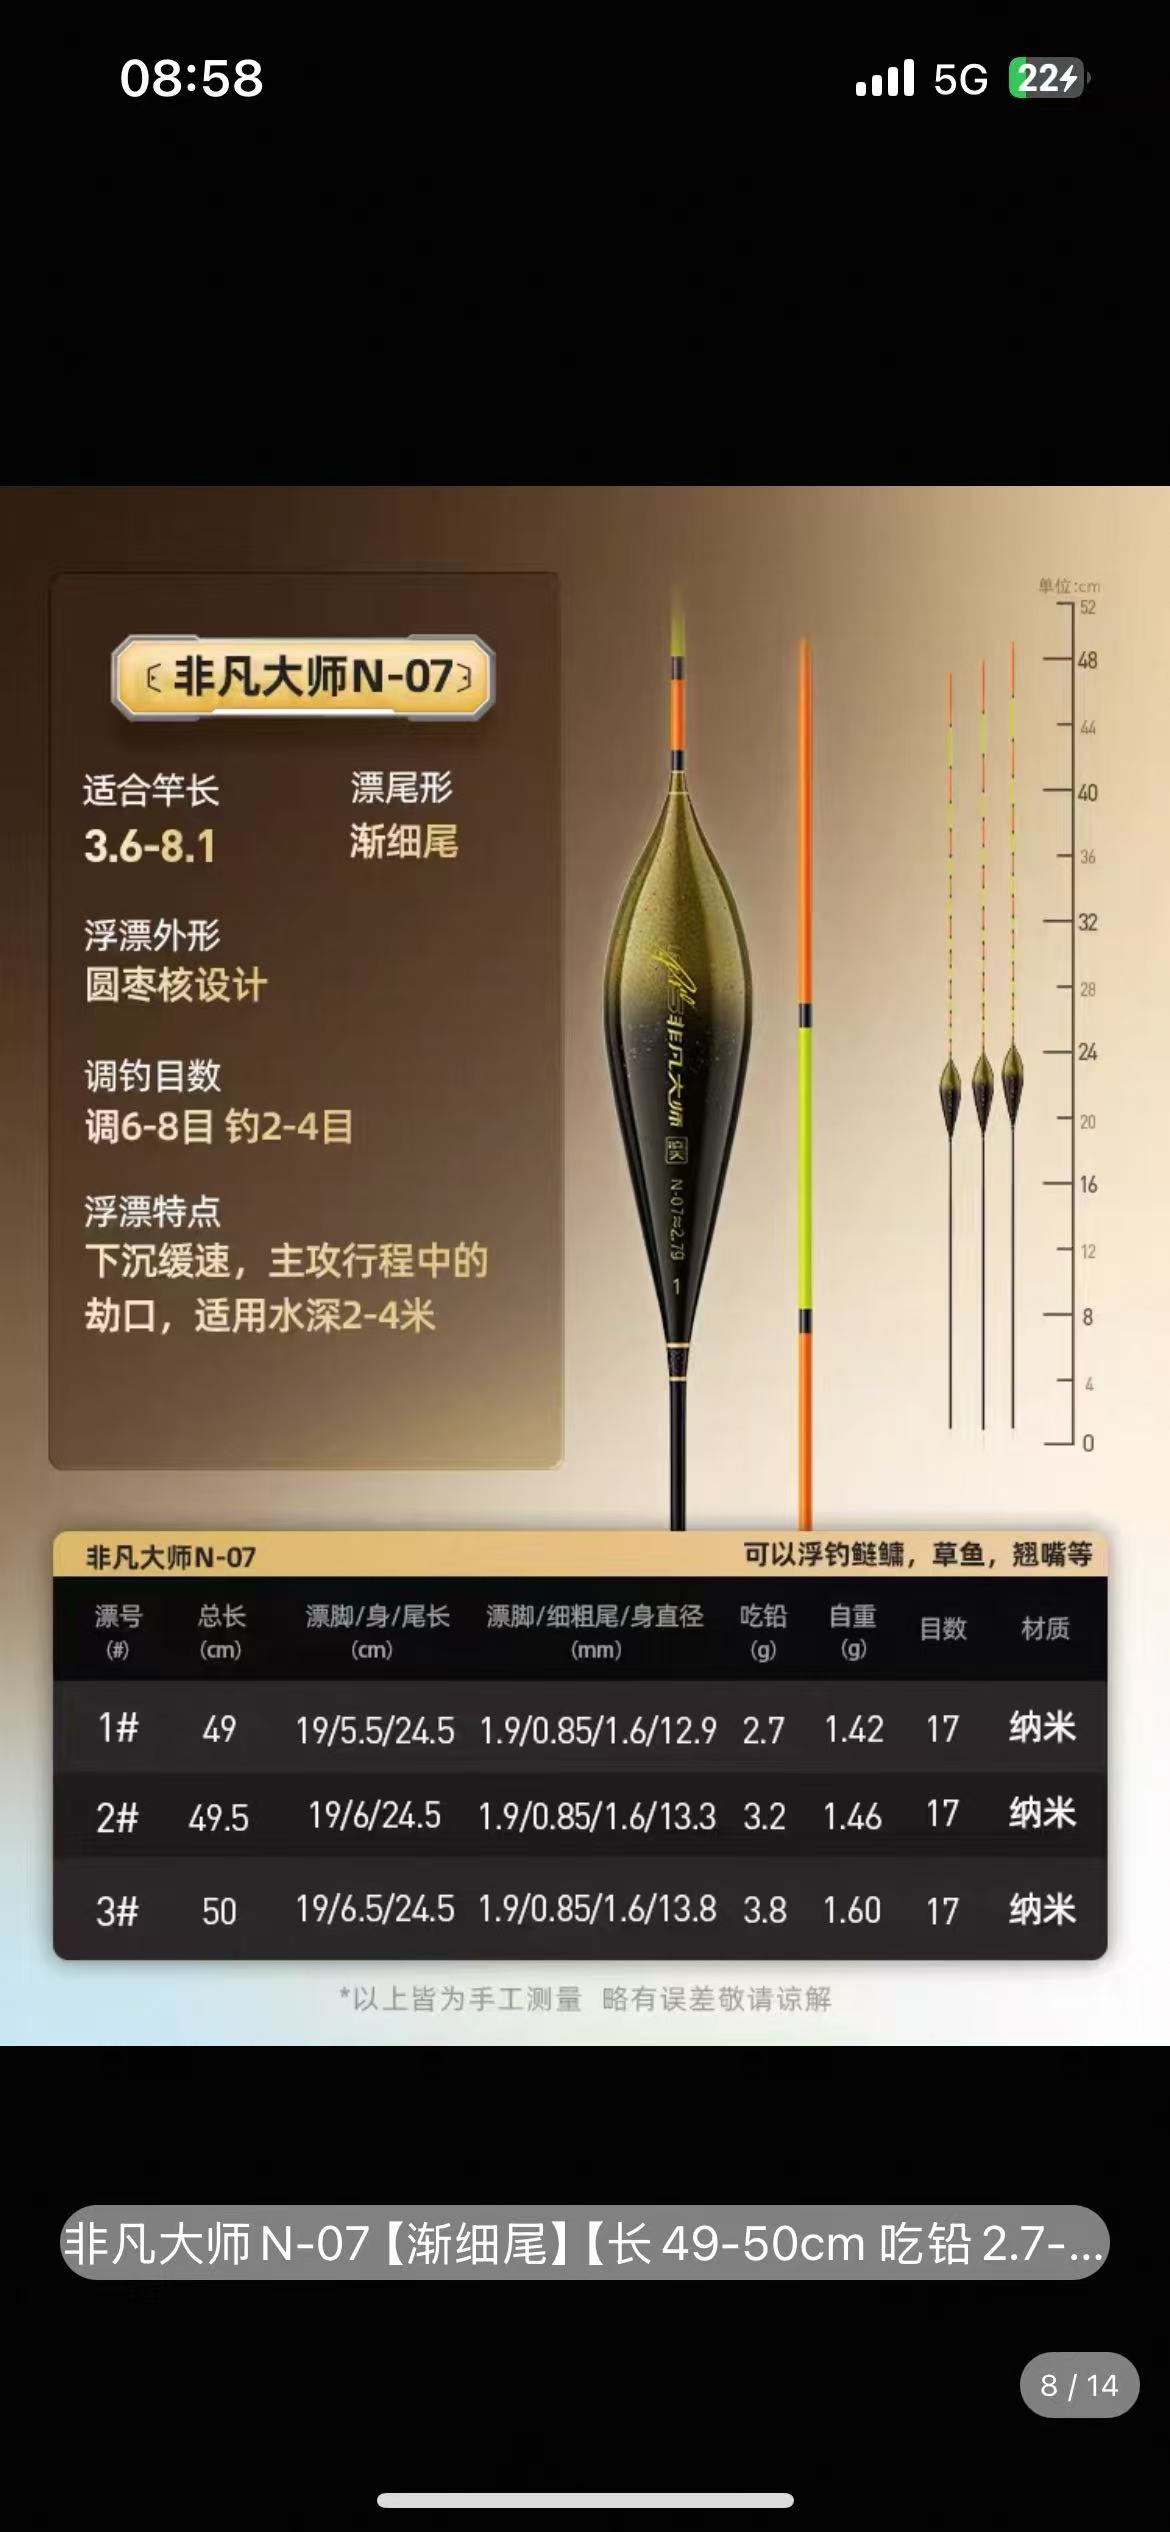 08:58
5G 22
单位:cm
52
48
44
40
36
32
28
24
20
16
12
8
4
0
非凡大师N-07
适合竿长 漂尾形
3.6-8.1 渐细尾
浮漂外形
圆枣核设计
调钓目数
调6-8目 钓2-4目
浮漂特点
下沉缓速，主攻行程中的
劫口，适用水深2-4米
非凡大师
N-07≈2.7g
1
非凡大师N-07 可以浮钓鲢鳙，草鱼，翘嘴等
漂号 总长 漂脚/身/尾长 漂脚/细粗尾/身直径 吃铅 自重 目数 材质
(#) (cm) (cm) (mm) (g) (g)
1# 49 19/5.5/24.5 1.9/0.85/1.6/12.9 2.7 1.42 17 纳米
2# 49.5 19/6/24.5 1.9/0.85/1.6/13.3 3.2 1.46 17 纳米
3# 50 19/6.5/24.5 1.9/0.85/1.6/13.8 3.8 1.60 17 纳米
*以上皆为手工测量 略有误差敬请谅解
非凡大师N-07【渐细尾】【长49-50cm 吃铅2.7-...
8 / 14